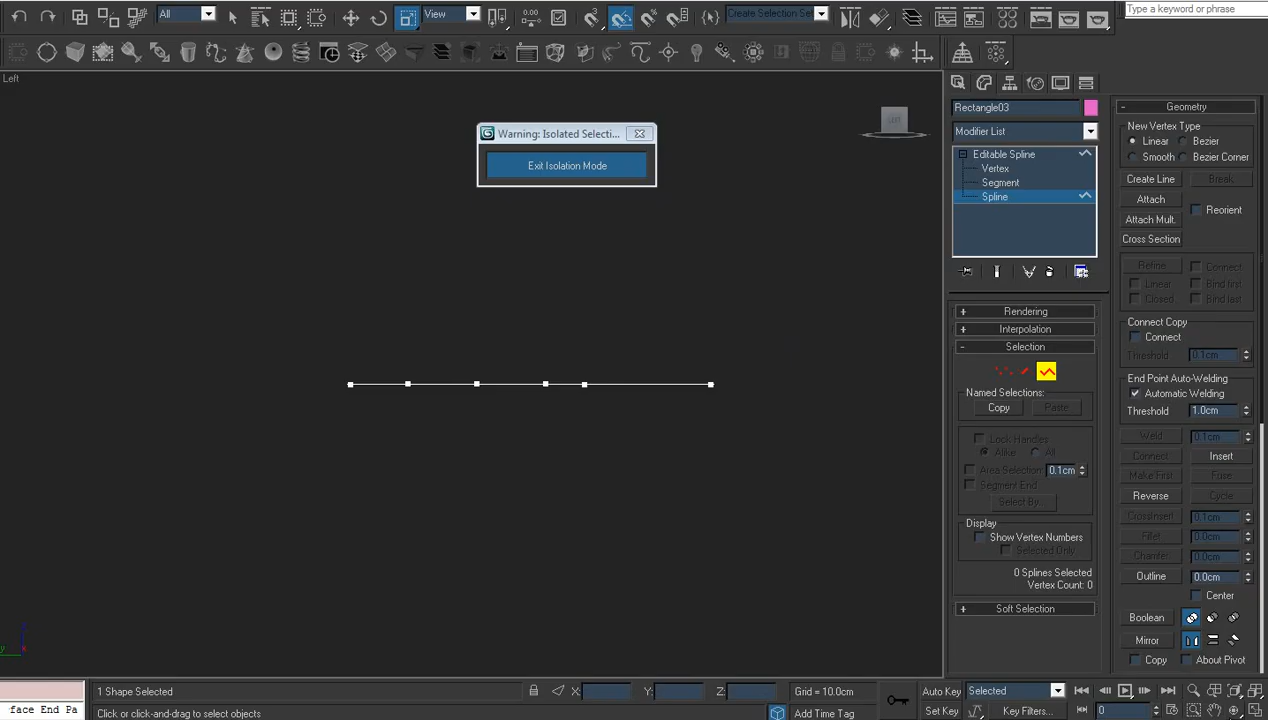 All
View
Create Selection Set
Type a keyword or phrase
Left
LEFT
Warning: Isolated Selecti...
Exit Isolation Mode
Rectangle03
Modifier List
Editable Spline
Vertex
Segment
Spline
Rendering
Interpolation
Selection
Named Selections:
Copy
Paste
Lock Handles
Alike
All
Area Selection:
0.1cm
Segment End
Select By...
Display
Show Vertex Numbers
Selected Only
0 Splines Selected
Vertex Count: 0
Soft Selection
Geometry
New Vertex Type
Linear
Bezier
Smooth
Bezier Corner
Create Line
Break
Attach
Attach Mult.
Reorient
Cross Section
Refine
Connect
Linear
Bind first
Closed
Bind last
Connect Copy
Connect
Threshold
0.1cm
End Point Auto-Welding
Automatic Welding
Threshold
1.0cm
Weld
0.1cm
Connect
Insert
Make First
Fuse
Reverse
Cycle
CrossInsert
0.1cm
Fillet
0.0cm
Chamfer
0.0cm
Outline
0.0cm
Center
Boolean
Mirror
Copy
About Pivot
1 Shape Selected
X:
Y:
Z:
Grid = 10.0cm
Auto Key
Selected
face End Pa
Click or click-and-drag to select objects
Add Time Tag
Set Key
Key Filters...
0